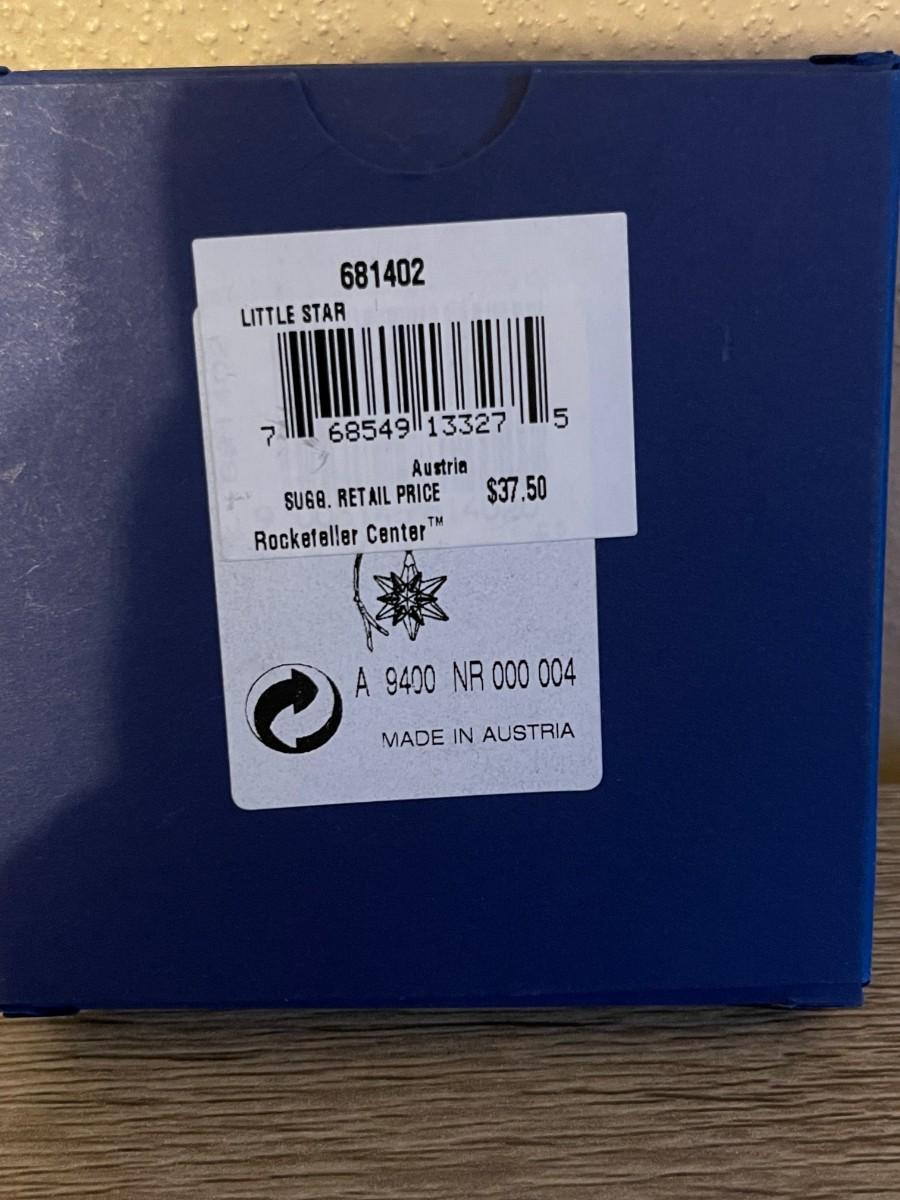 681402
LITTLE STAR
7 68549 13327 5
Austria
SUGG. RETAIL PRICE $37.50
Rockefeller Center™
A 9400 NR 000 004
MADE IN AUSTRIA